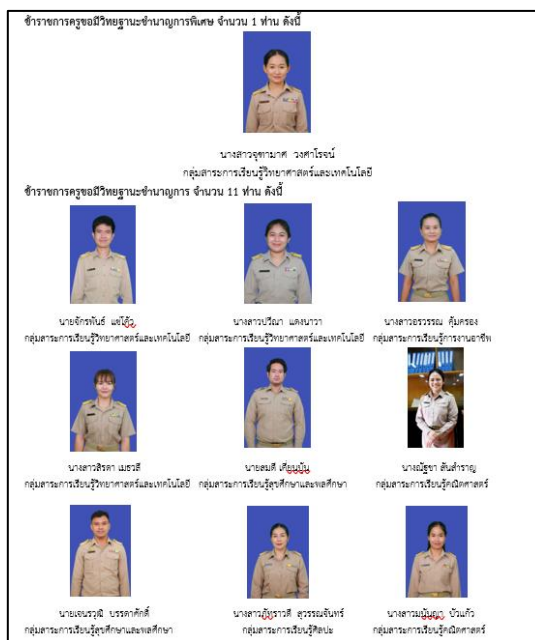 ข้าราชการครูขอมีวิทยฐานะชำนาญการพิเศษ จำนวน 1 ท่าน ดังนี้
นางสาวจุฑามาศ วงศาโรจน์
กลุ่มสาระการเรียนรู้วิทยาศาสตร์และเทคโนโลยี
ข้าราชการครูขอมีวิทยฐานะชำนาญการ จำนวน 11 ท่าน ดังนี้
นายจักรพันธ์ แซ่โค้ว นางสาวปวีณา แดงนาวา นางสาวอรวรรณ คุ้มครอง
กลุ่มสาระการเรียนรู้วิทยาศาสตร์และเทคโนโลยี กลุ่มสาระการเรียนรู้วิทยาศาสตร์และเทคโนโลยี กลุ่มสาระการเรียนรู้การงานอาชีพ
นางสาวสิรดา เมธวลี นายสมดี นางณัฐชา สันสำราญ
กลุ่มสาระการเรียนรู้วิทยาศาสตร์และเทคโนโลยี กลุ่มสาระการเรียนรู้สุขศึกษาและพลศึกษา กลุ่มสาระการเรียนรู้คณิตศาสตร์
นายเจนรวุฒิ บรรดาศักดิ์ นางสาวภัทราวดี สุวรรณจันทร์ นางสาวมนันญา บัวแก้ว
กลุ่มสาระการเรียนรู้สุขศึกษาและพลศึกษา กลุ่มสาระการเรียนรู้ศิลปะ กลุ่มสาระการเรียนรู้คณิตศาสตร์